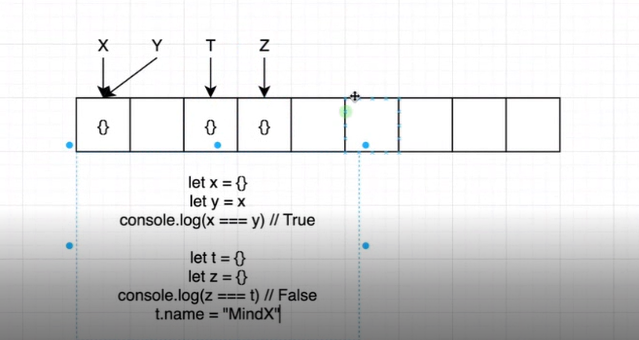 X Y T Z
{} {} {}
let x = {}
let y = x
console.log(x === y) // True
let t = {}
let z = {}
console.log(z === t) // False
t.name = "MindX"